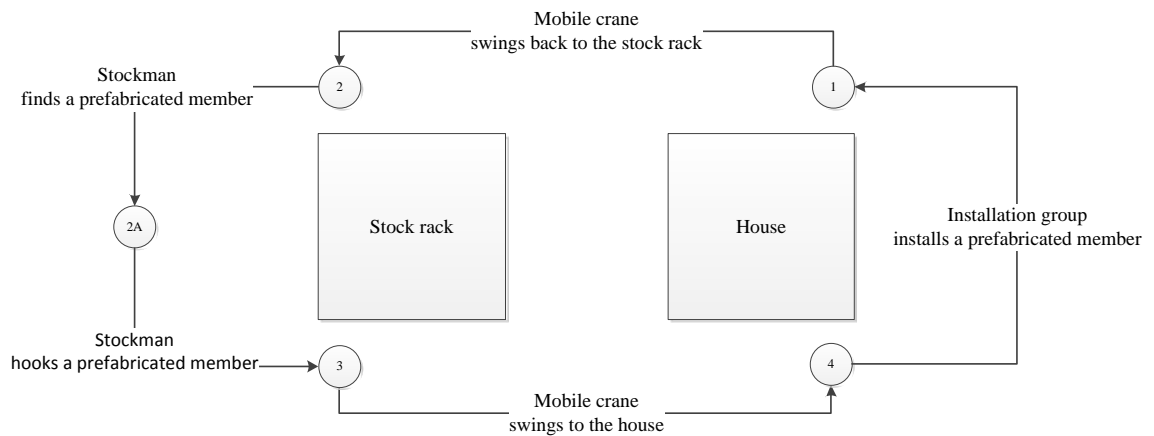 Mobile crane
swings back to the stock rack
Stockman
finds a prefabricated member
2
1
Stock rack
House
2A
Installation group
installs a prefabricated member
Stockman
hooks a prefabricated member
3
4
Mobile crane
swings to the house